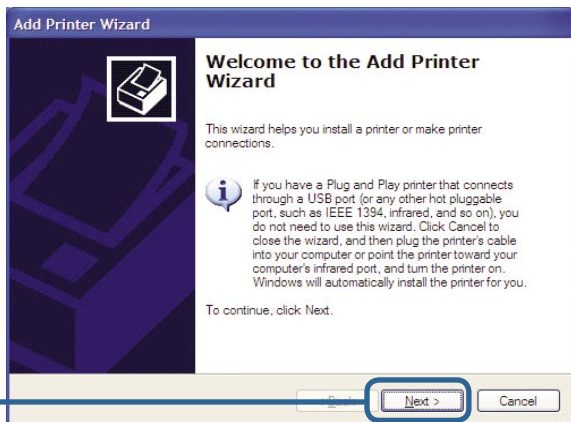 Add Printer Wizard
Welcome to the Add Printer
Wizard
This wizard helps you install a printer or make printer
connections.
If you have a Plug and Play printer that connects
through a USB port (or any other hot pluggable
port, such as IEEE 1394, infrared, and so on), you
do not need to use this wizard. Click Cancel to
close the wizard, and then plug the printer's cable
into your computer or point the printer toward your
computer's infrared port, and turn the printer on.
Windows will automatically install the printer for you.
To continue, click Next.
Next >
Cancel